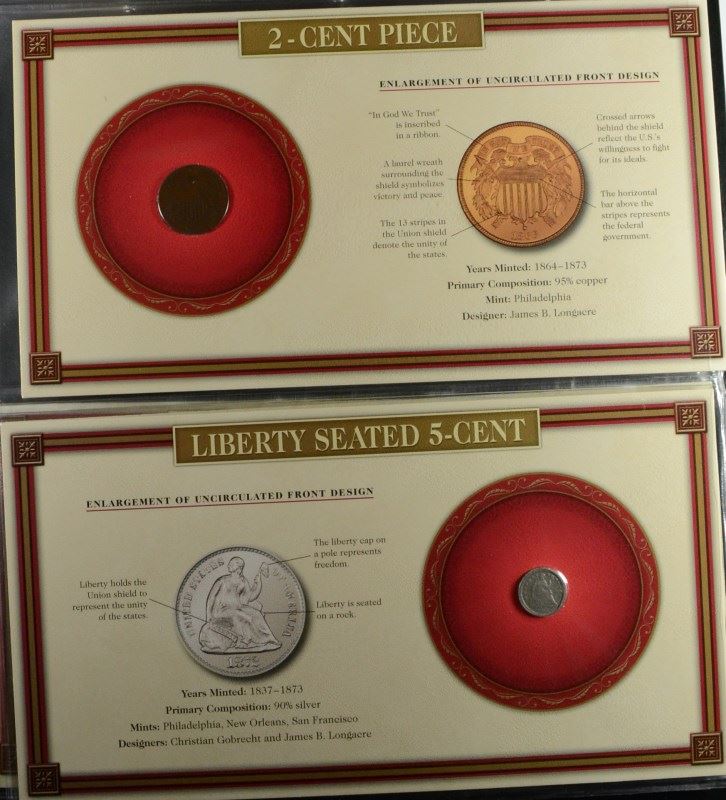 2-CENT PIECE
ENLARGEMENT OF UNCIRCULATED FRONT DESIGN
"In God We Trust"
is inscribed
in a ribbon.
A laurel wreath
surrounding the
shield symbolizes
victory and peace.
The 13 stripes in
the Union shield
denote the unity of
the states.
Crossed arrows
behind the shield
reflect the U.S.'s
willingness to fight
for its ideals.
The horizontal
bar above the
stripes represents
the federal
government.
Years Minted: 1864–1873
Primary Composition: 95% copper
Mint: Philadelphia
Designer: James B. Longacre
LIBERTY SEATED 5-CENT
ENLARGEMENT OF UNCIRCULATED FRONT DESIGN
The liberty cap on
a pole represents
freedom.
Liberty holds the
Union shield to
represent the unity
of the states.
Liberty is seated
on a rock.
UNITED STATES OF AMERICA
1872
Years Minted: 1837–1873
Primary Composition: 90% silver
Mints: Philadelphia, New Orleans, San Francisco
Designers: Christian Gobrecht and James B. Longacre